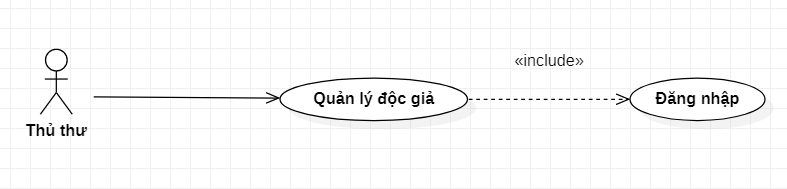 «include»
Quản lý độc giả
Đăng nhập
Thủ thư